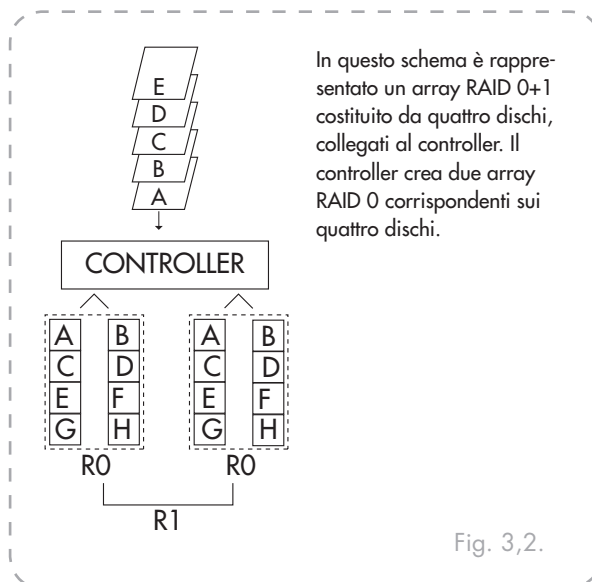 In questo schema è rappre-
sentato un array RAID 0+1
costituito da quattro dischi,
collegati al controller. Il
controller crea due array
RAID 0 corrispondenti sui
quattro dischi.
E
D
C
B
A
CONTROLLER
A B A B
C D C D
E F E F
G H G H
R0 R0
R1
Fig. 3,2.